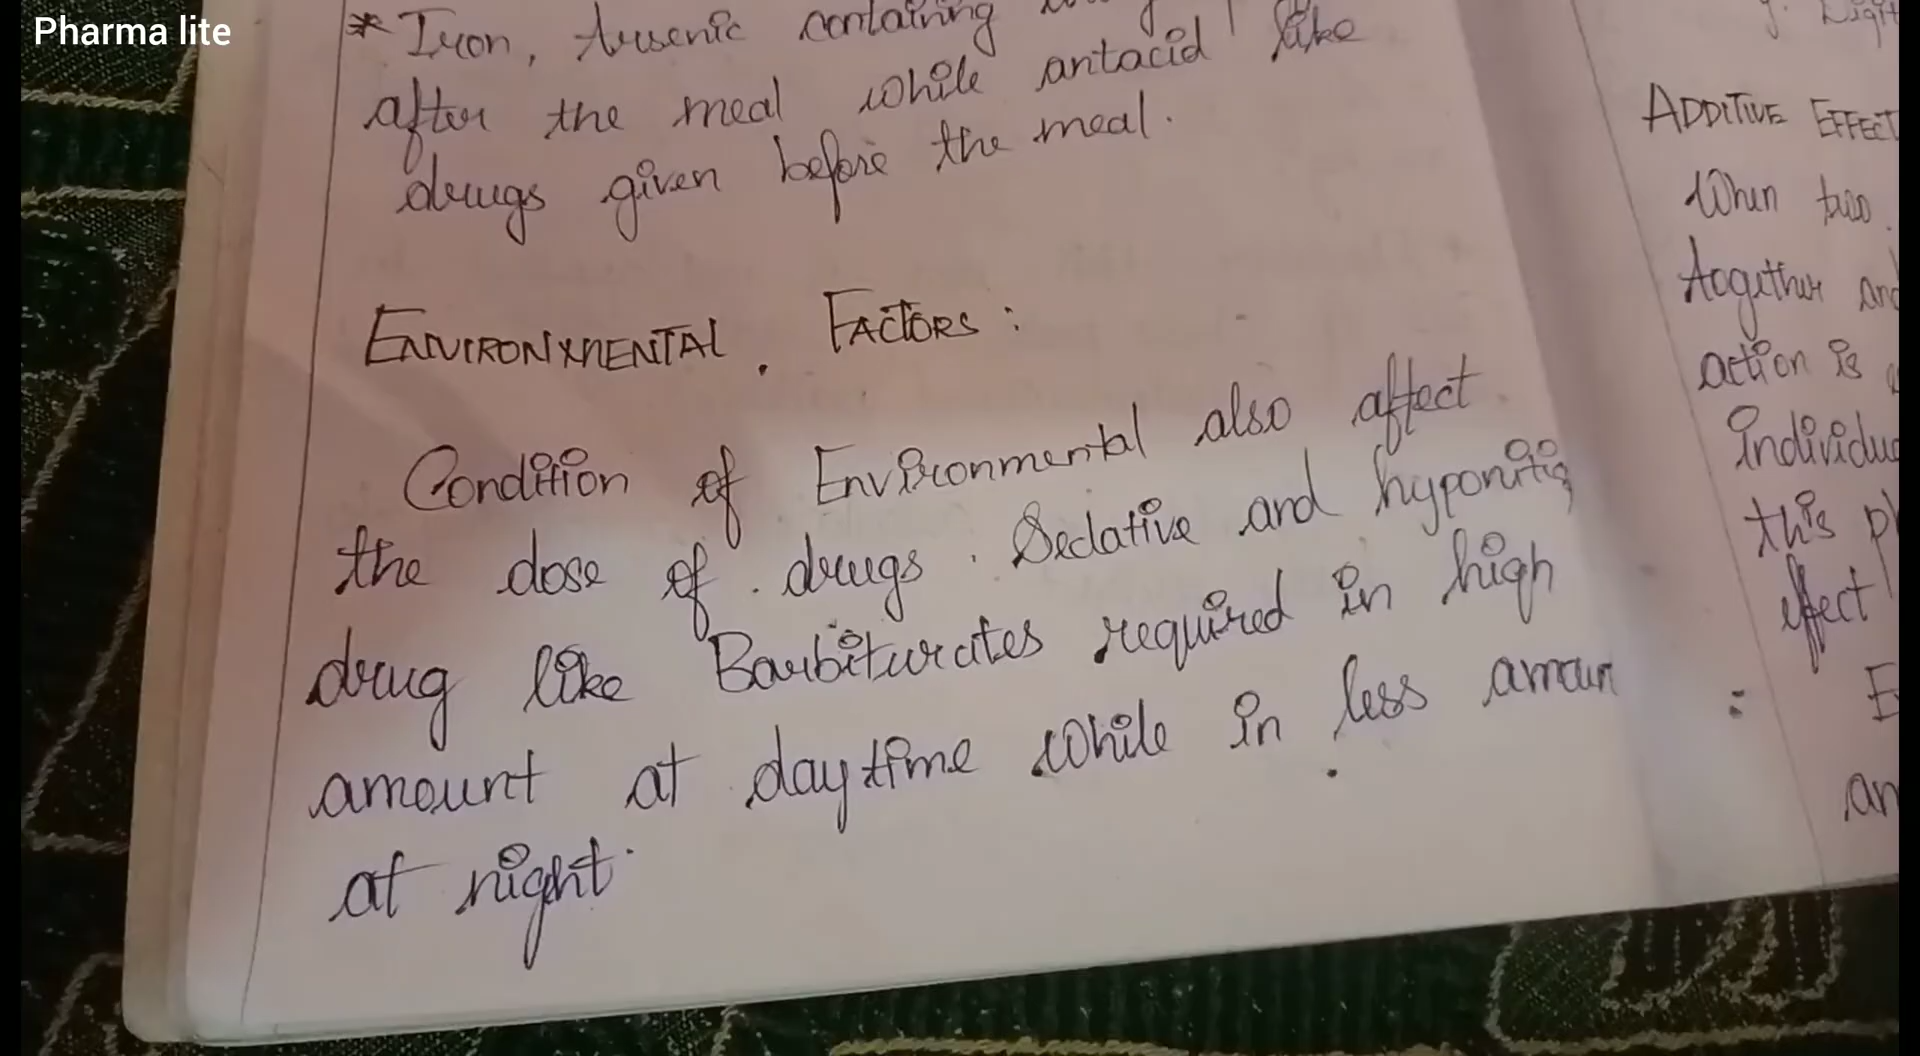 Pharma lite
* Iron, Arsenic containing
after the meal while antacid like
drugs given before the meal.
ENVIRONMENTAL. FACTORS:
Condition of Environmental also affect
the dose of drugs. Sedative and hyponitic
drug like Barbiturates required in high
amount at daytime while in less amoun
at night.
ADDITIVE EFFECT
When two
together and
action is
individu
this
effect
E
an